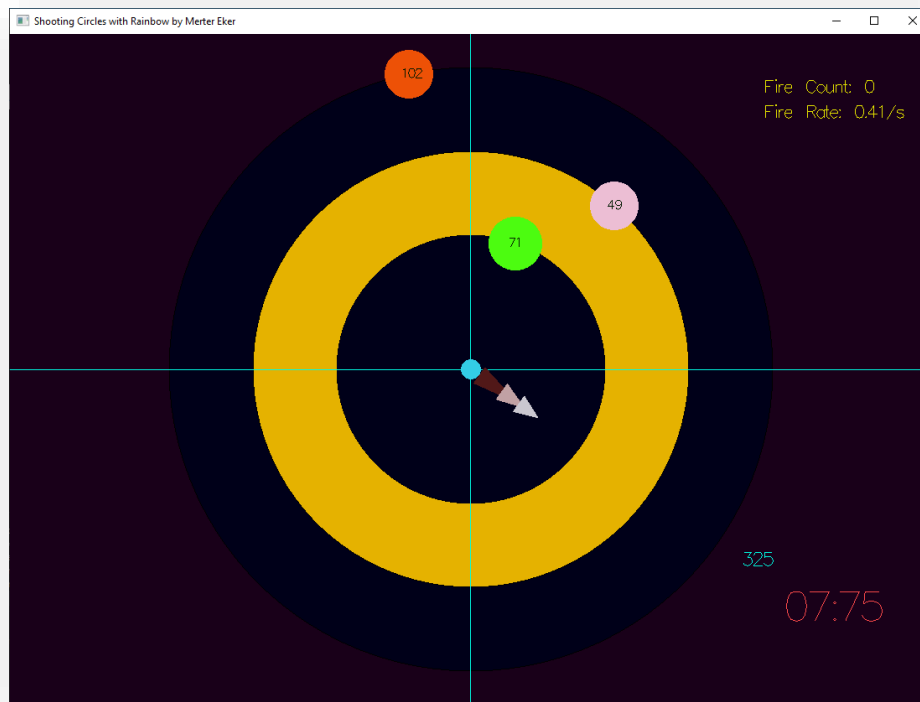 Shooting Circles with Rainbow by Merter Eker
102
Fire Count: 0
Fire Rate: 0.41/s
49
71
325
07:75